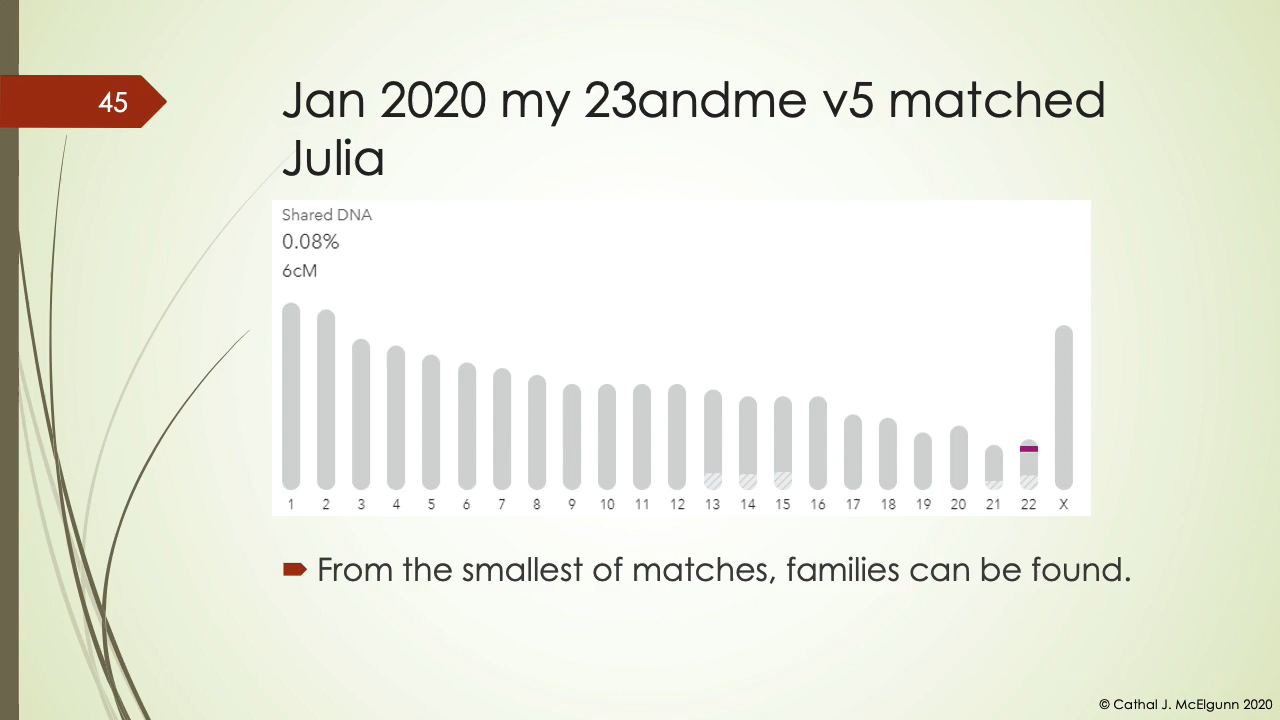 45
Jan 2020 my 23andme v5 matched
Julia
Shared DNA
0.08%
6cM
1 2 3 4 5 6 7 8 9 10 11 12 13 14 15 16 17 18 19 20 21 22 X
From the smallest of matches, families can be found.
© Cathal J. McElgunn 2020